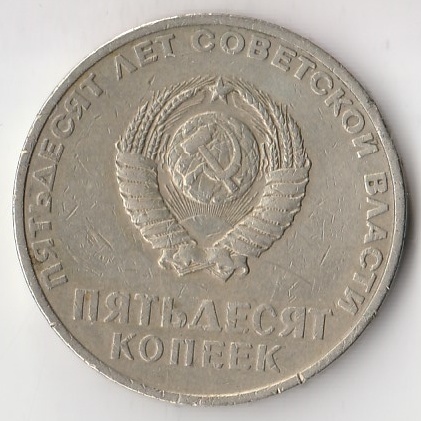 ПЯТЬДЕСЯТ ЛЕТ СОВЕТСКОЙ ВЛАСТИ
ПЯТЬДЕСЯТ
КОПЕЕК